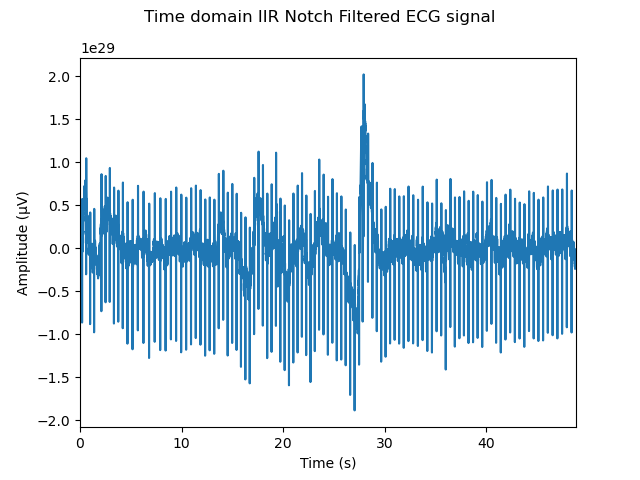 Time domain IIR Notch Filtered ECG signal
1e29
2.0
1.5
1.0
0.5
0.0
−0.5
−1.0
−1.5
−2.0
Amplitude (μV)
0 10 20 30 40
Time (s)